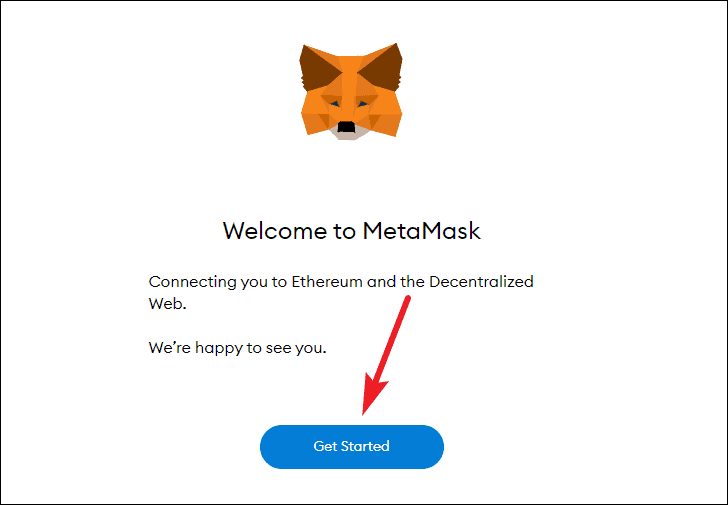 Welcome to MetaMask
Connecting you to Ethereum and the Decentralized
Web.
We're happy to see you.
Get Started